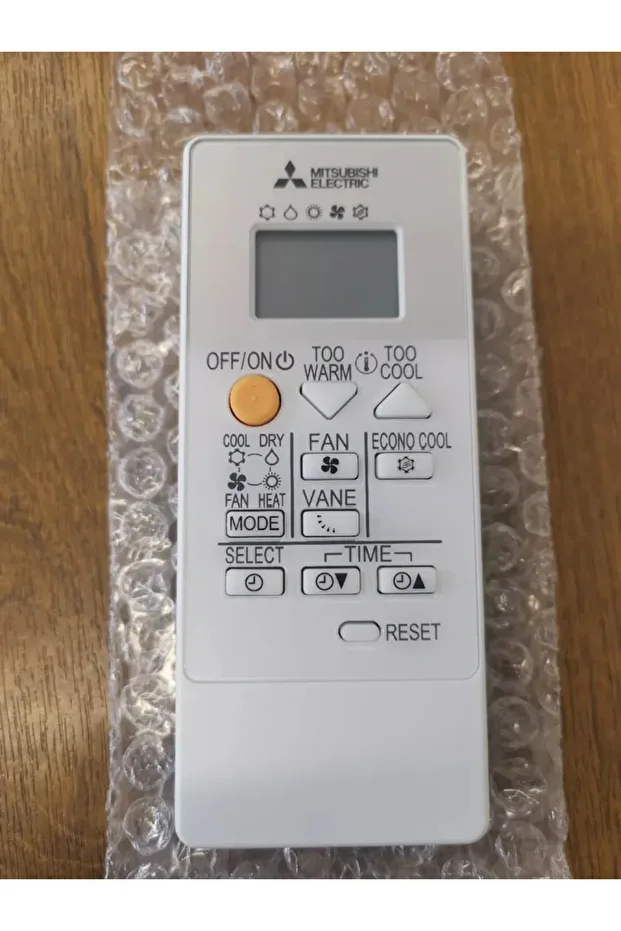 MITSUBISHI
ELECTRIC
OFF/ON
TOO
WARM
TOO
COOL
COOL DRY
FAN HEAT
MODE
FAN
VANE
ECONO COOL
SELECT
TIME
RESET